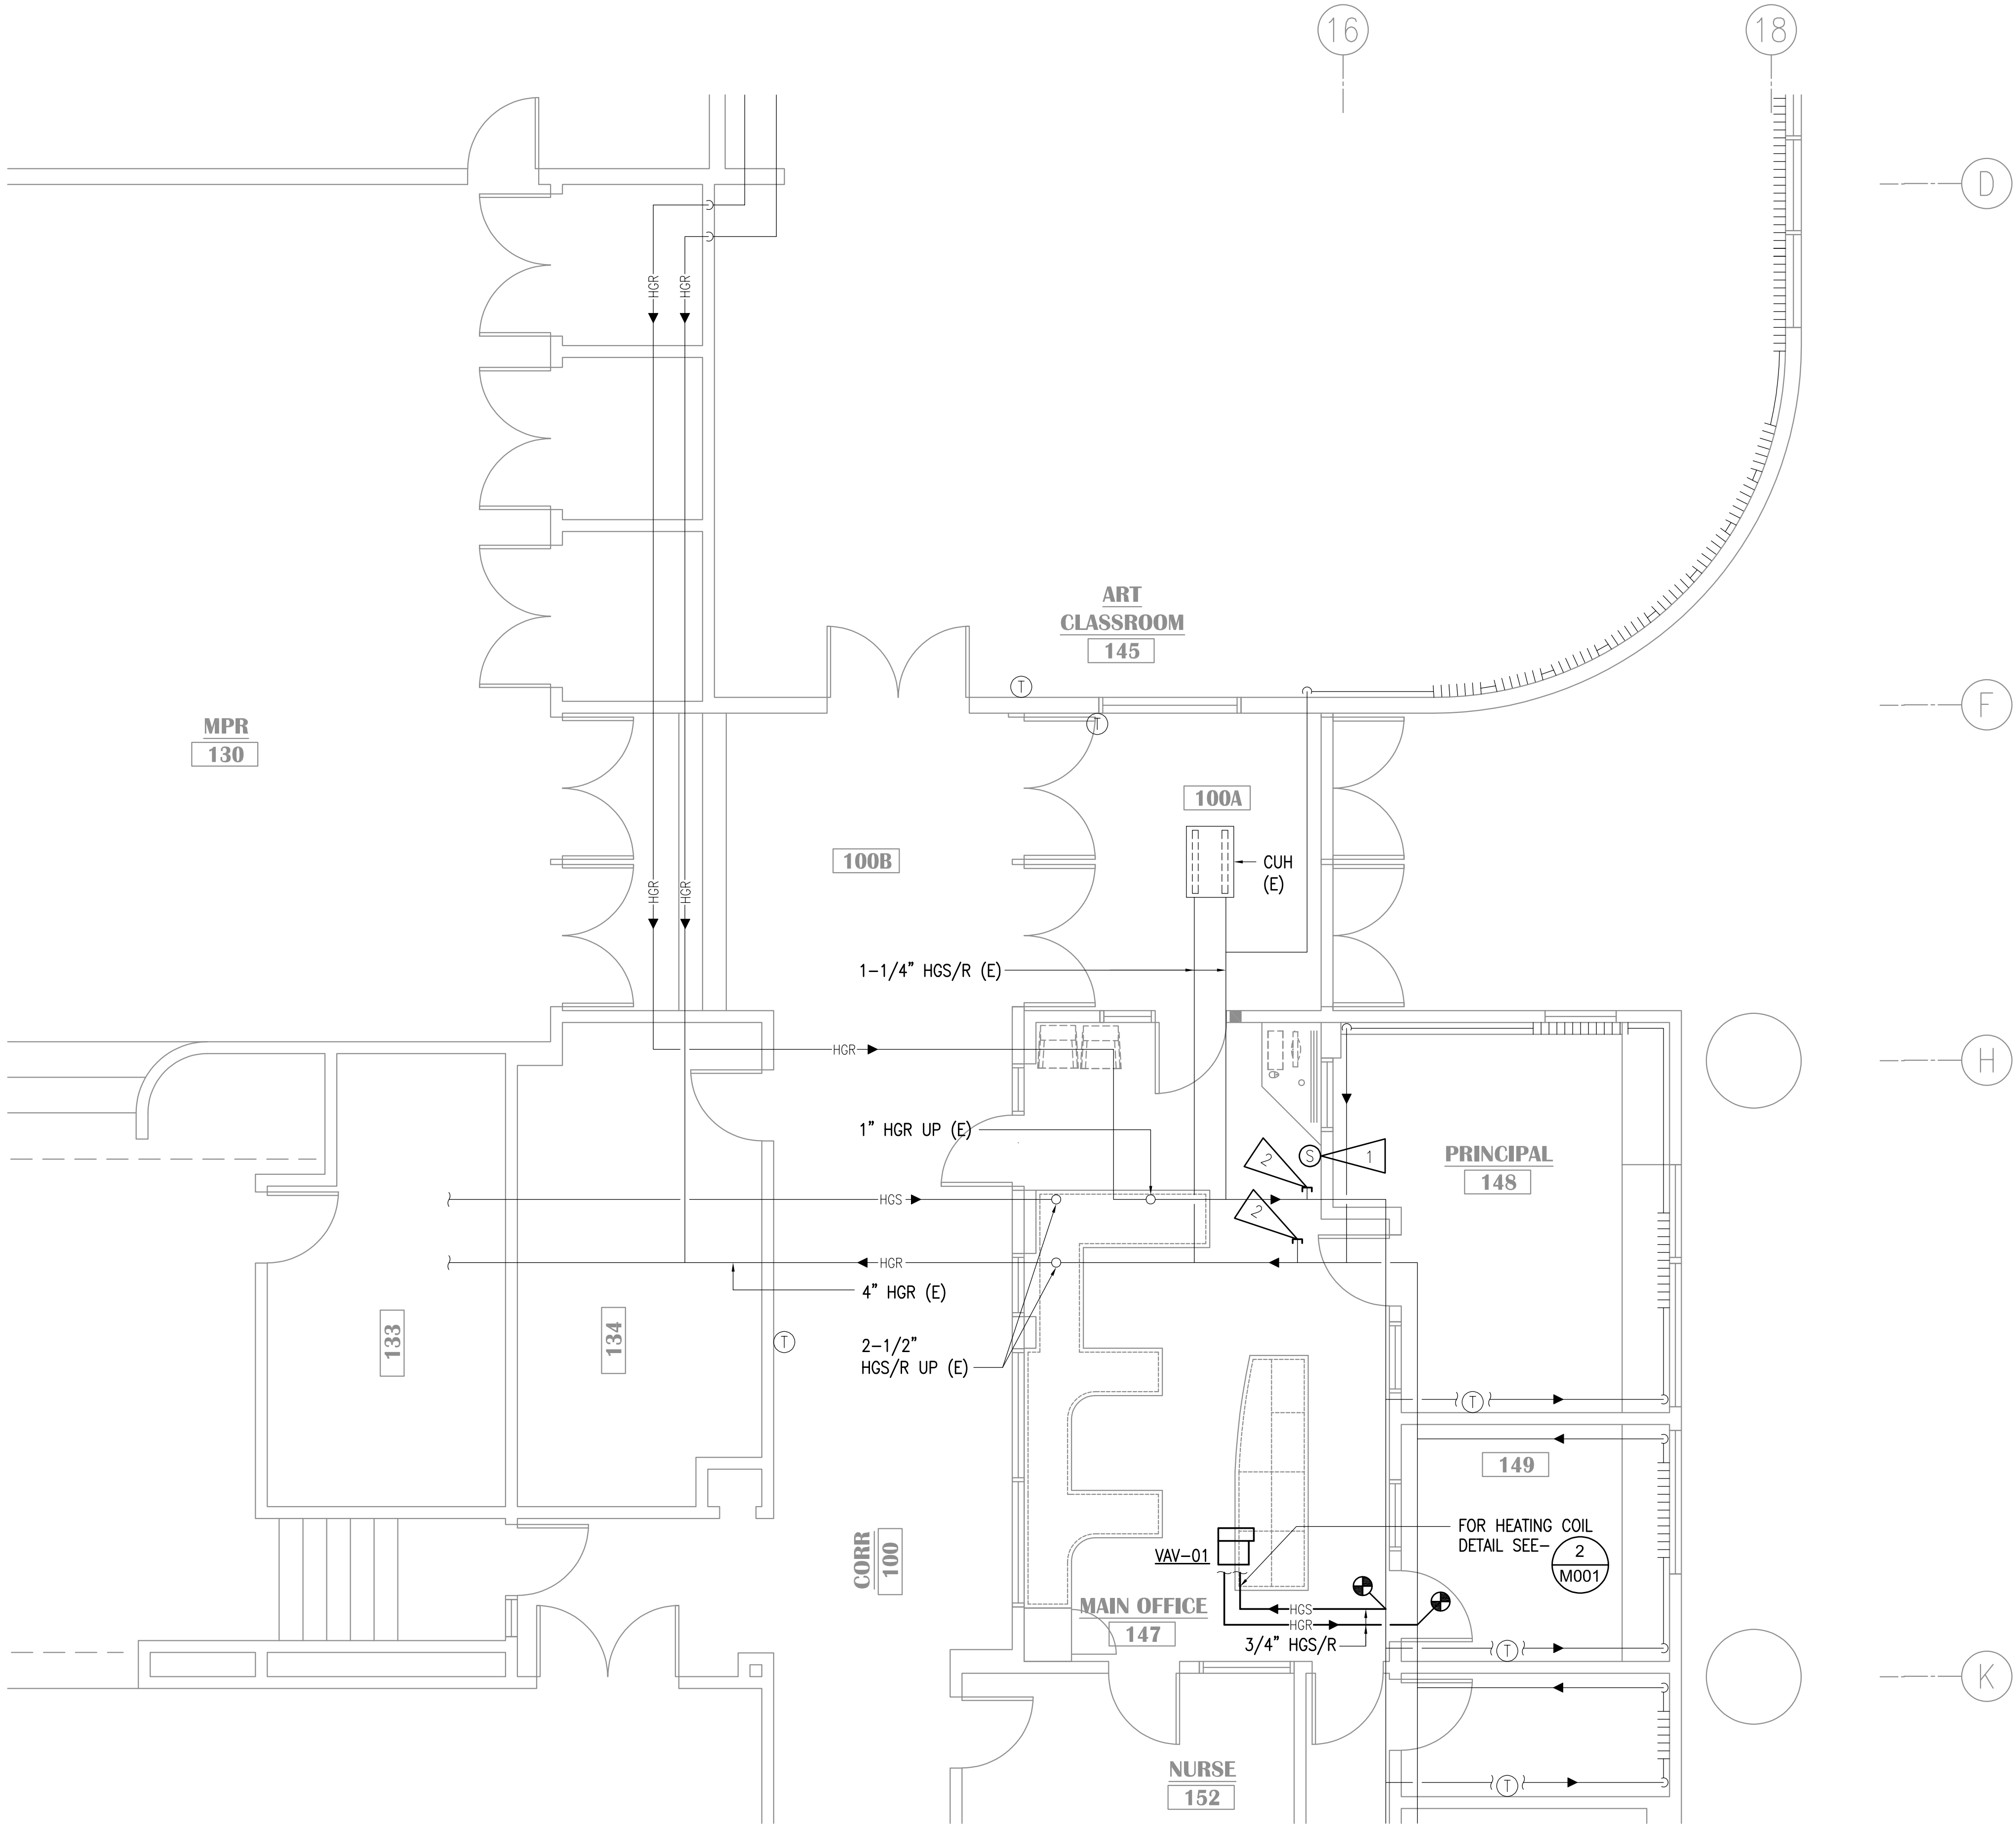 16
18
D
HGR
HGR
ART
CLASSROOM
145
T
F
MPR
130
T
100A
100B
CUH
(E)
HGR
HGR
1-1/4" HGS/R (E)
HGR
H
1" HGR UP (E)
2
S
1
PRINCIPAL
148
HGS
2
HGR
4" HGR (E)
133
134
T
2-1/2"
HGS/R UP (E)
T
149
FOR HEATING COIL
DETAIL SEE-
2
M001
VAV-01
CORR
100
MAIN OFFICE
147
HGS
HGR
3/4" HGS/R
T
K
NURSE
152
T